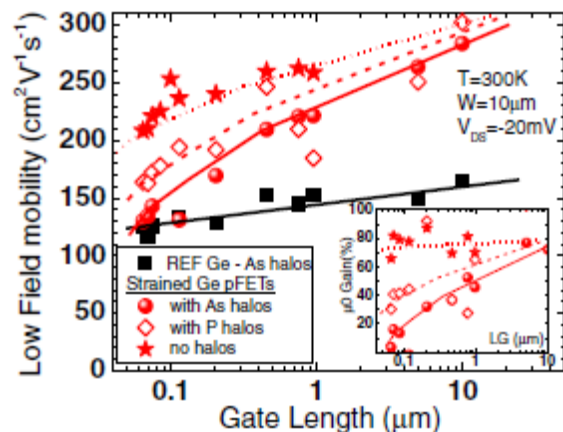 Low Field mobility (cm²V⁻¹s⁻¹)
300
250
200
150
100
50
0
T=300K
W=10μm
V_DS=-20mV
REF Ge - As halos
Strained Ge pFETs
with As halos
with P halos
no halos
μ0 Gain(%)
100
80
60
40
20
0
0.1
1
LG (μm)
0.1
1
10
Gate Length (μm)